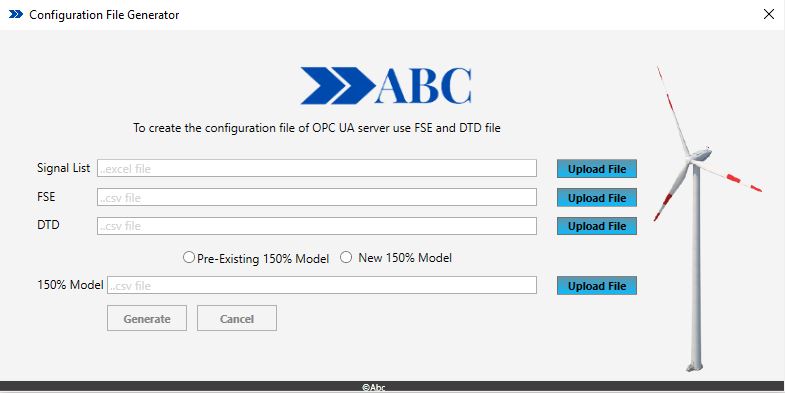 Configuration File Generator
ABC
To create the configuration file of OPC UA server use FSE and DTD file
Signal List ..excel file Upload File
FSE ..csv file Upload File
DTD ..csv file Upload File
Pre-Existing 150% Model New 150% Model
150% Model ..csv file Upload File
Generate Cancel
©Abc